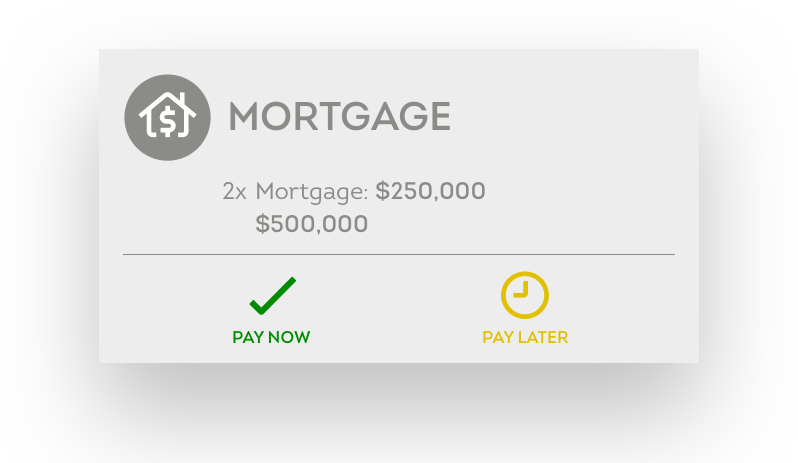 MORTGAGE
2x Mortgage: $250,000
$500,000
PAY NOW
PAY LATER